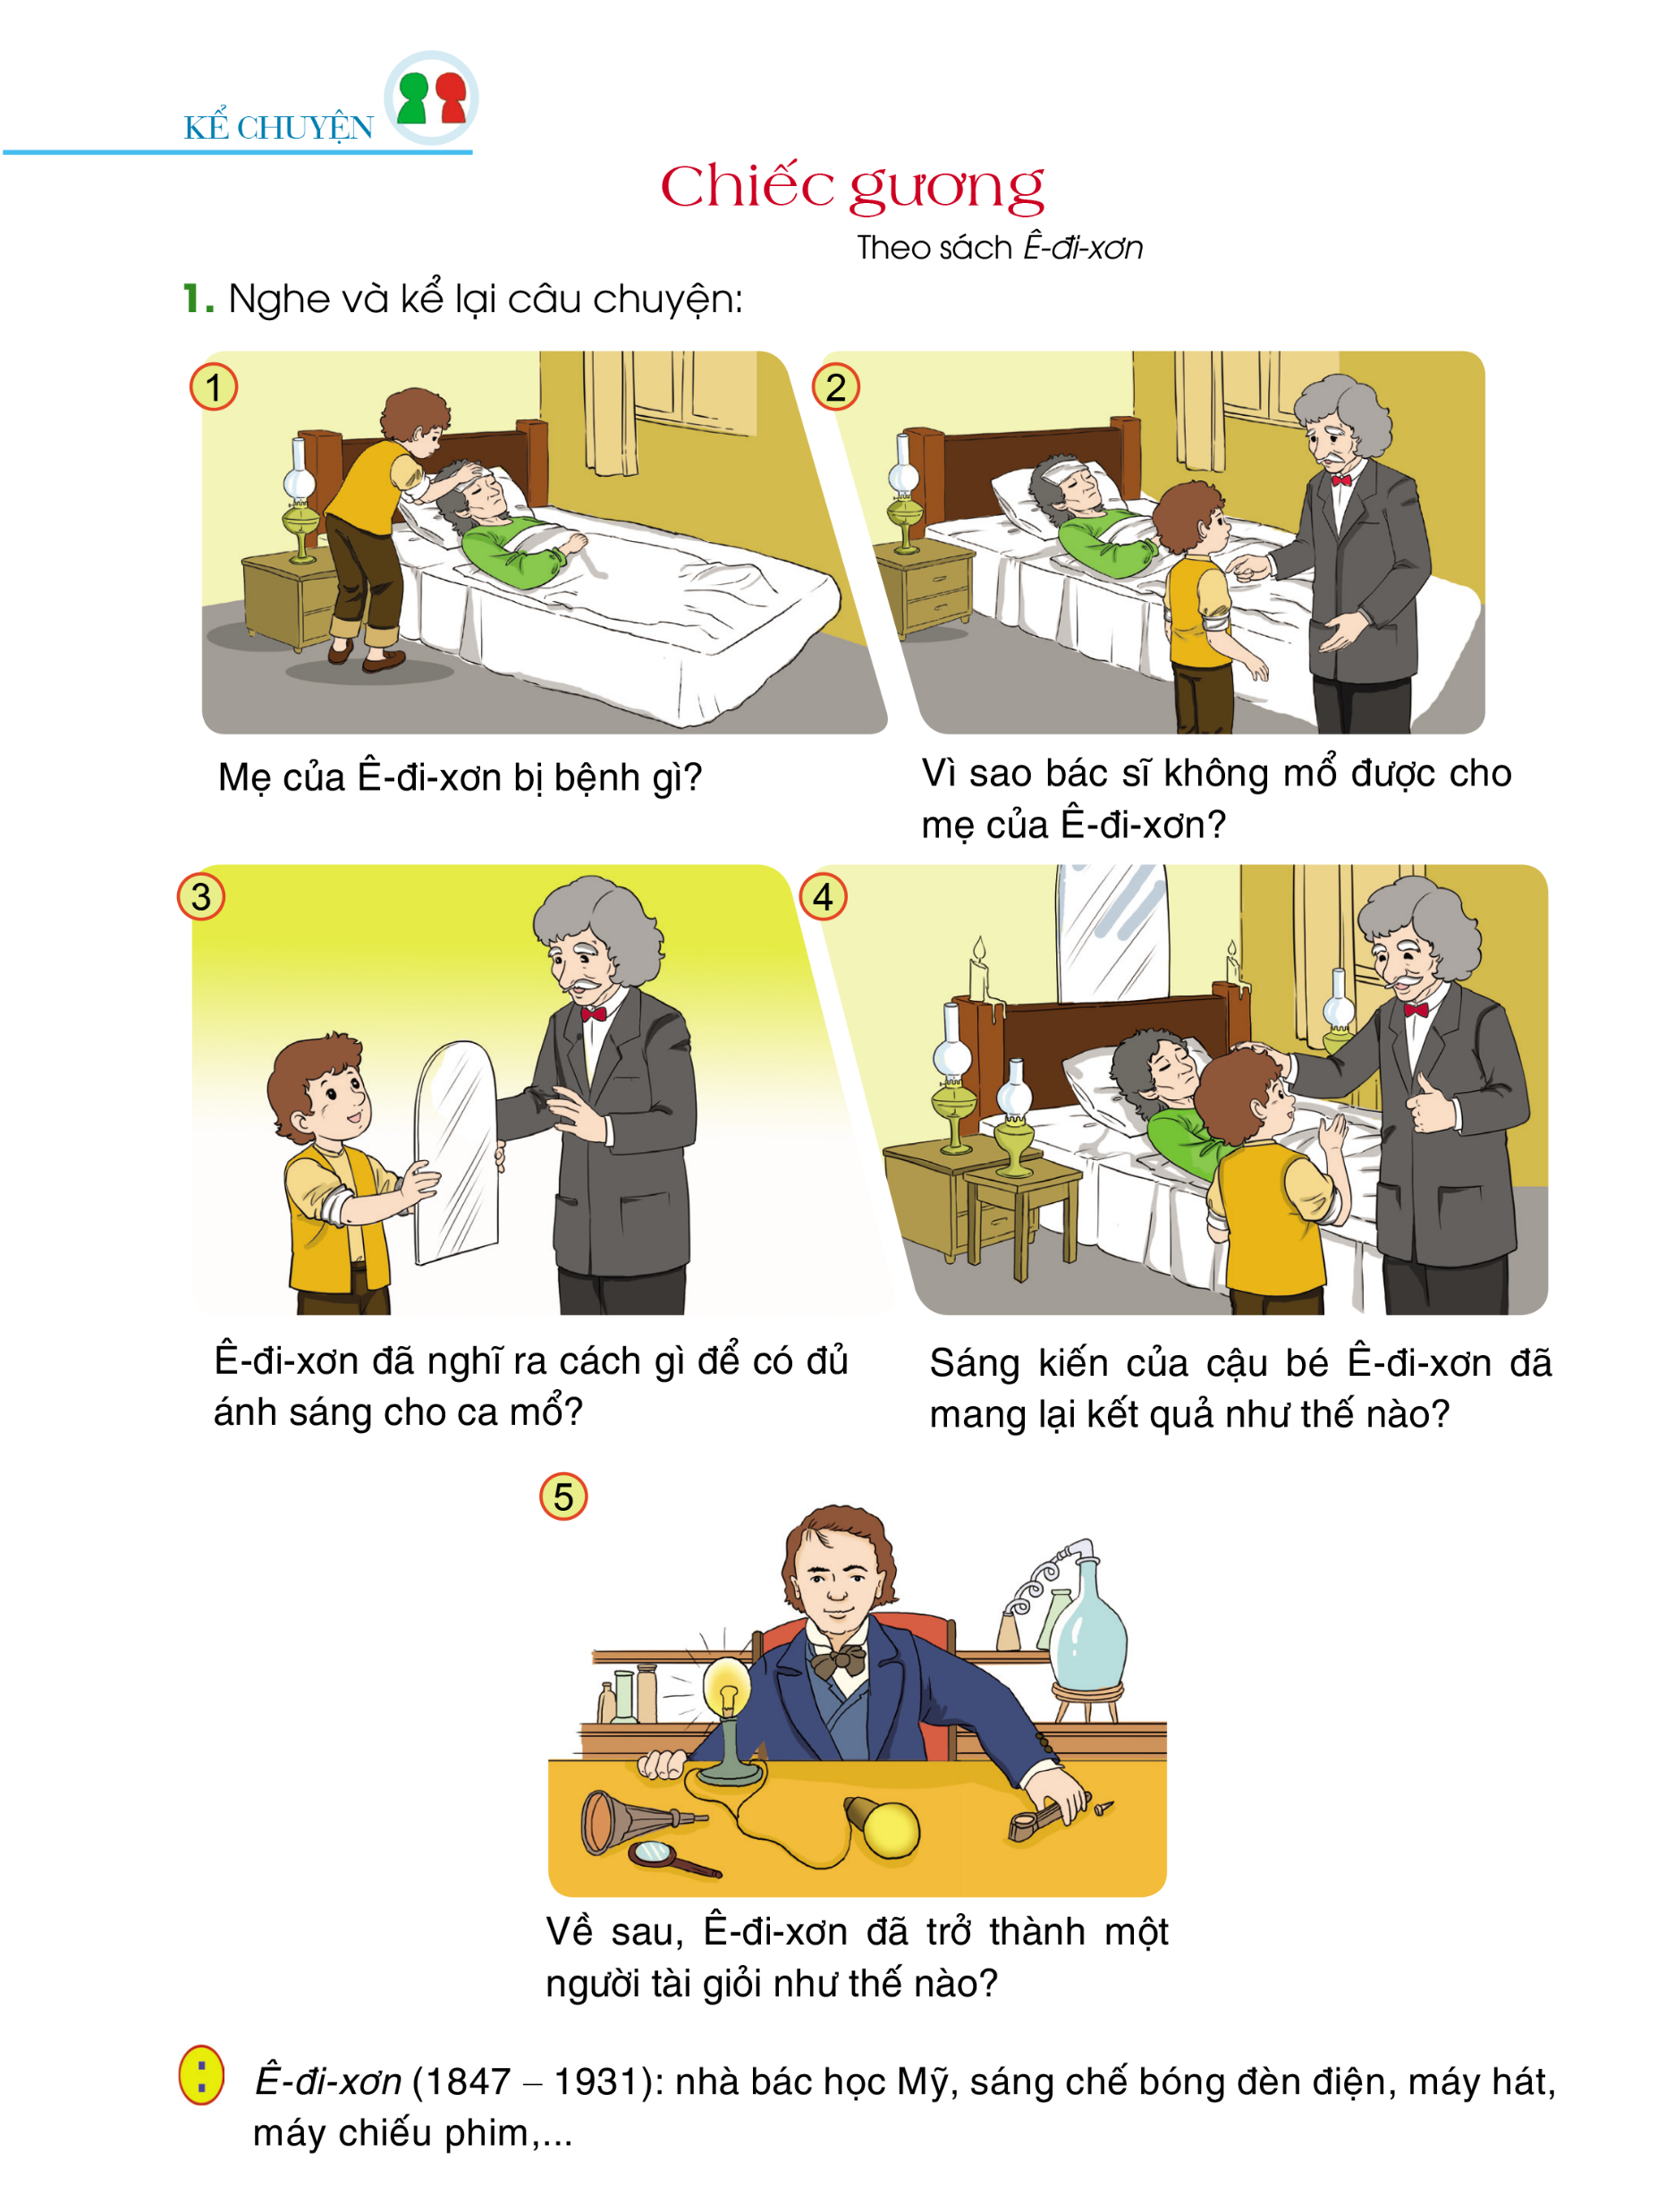 KỂ CHUYỆN
Chiếc gương
Theo sách Ê-đi-xơn
1. Nghe và kể lại câu chuyện:
1
2
Mẹ của Ê-đi-xơn bị bệnh gì?
Vì sao bác sĩ không mổ được cho
mẹ của Ê-đi-xơn?
3
4
Ê-đi-xơn đã nghĩ ra cách gì để có đủ
ánh sáng cho ca mổ?
Sáng kiến của cậu bé Ê-đi-xơn đã
mang lại kết quả như thế nào?
5
Về sau, Ê-đi-xơn đã trở thành một
người tài giỏi như thế nào?
Ê-đi-xơn (1847 – 1931): nhà bác học Mỹ, sáng chế bóng đèn điện, máy hát,
máy chiếu phim,...